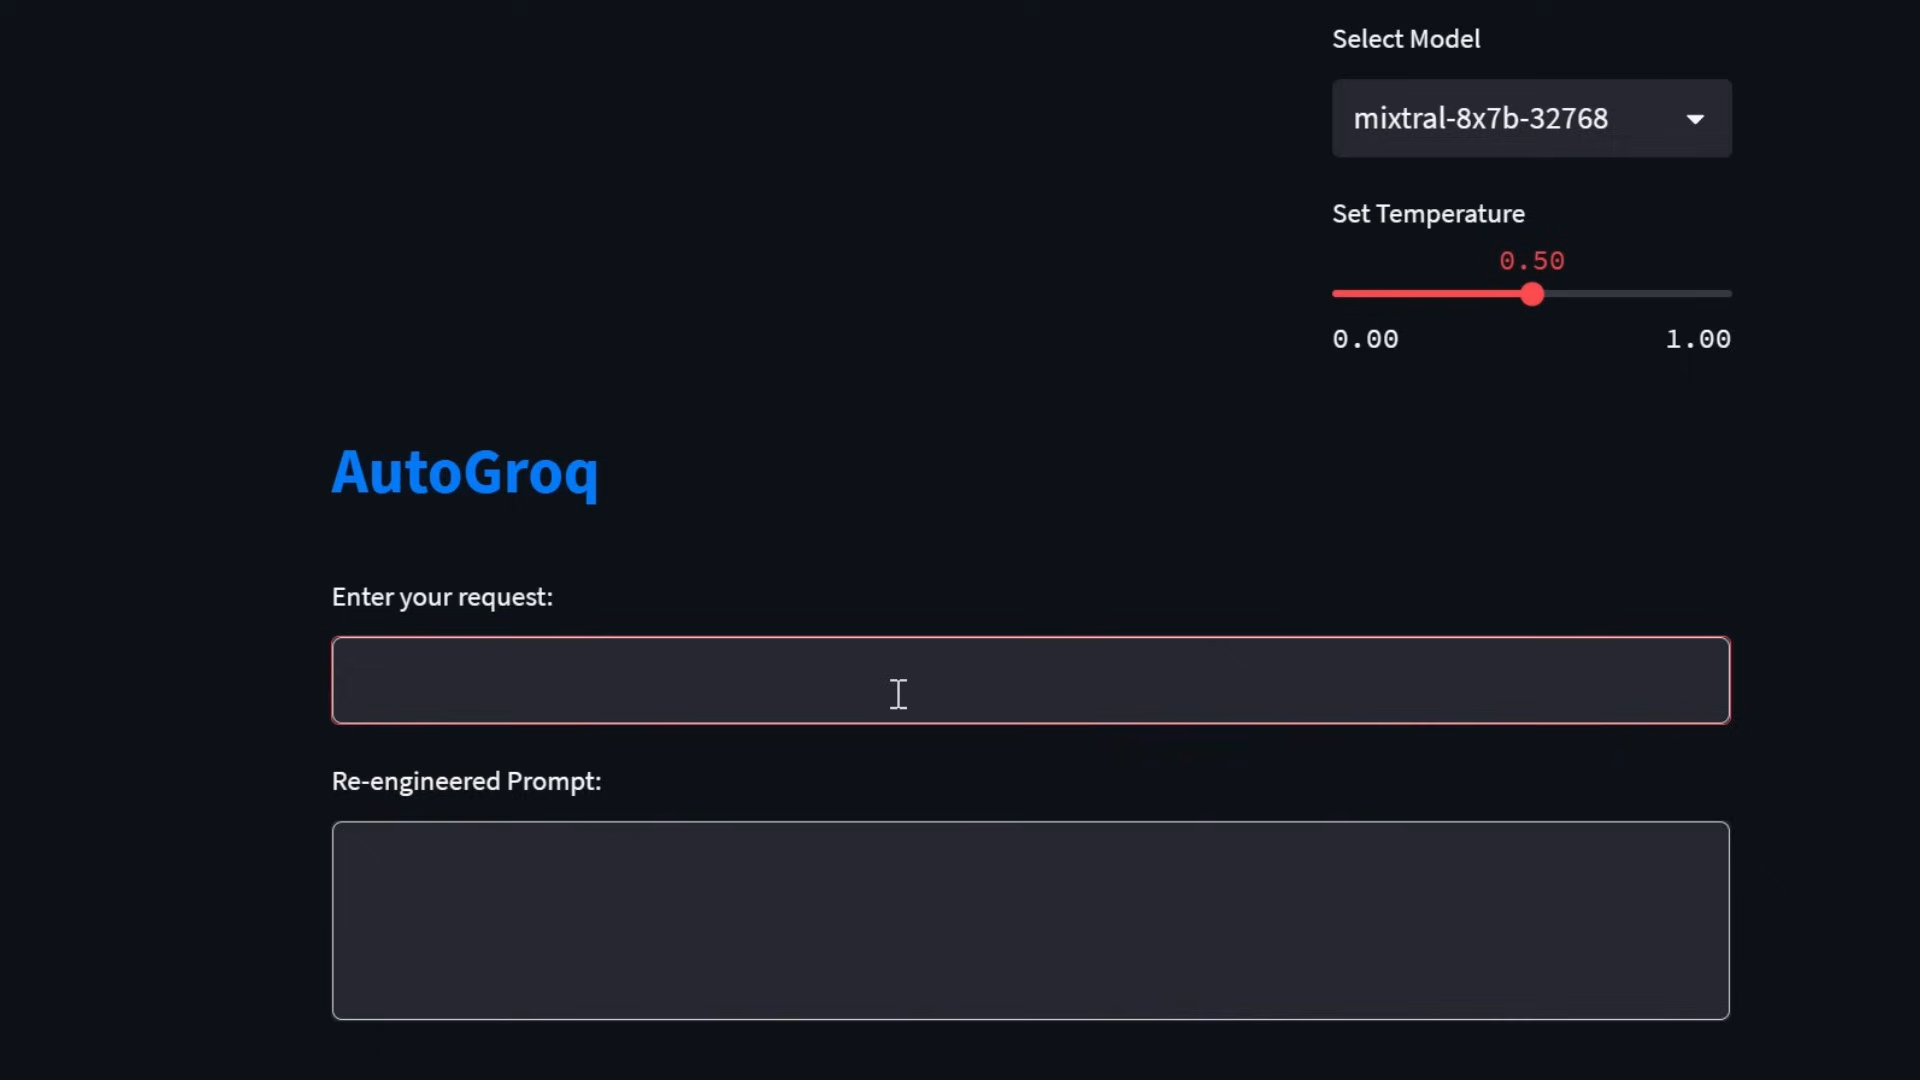 Select Model
mixtral-8x7b-32768
Set Temperature
0.50
0.00 1.00
AutoGroq
Enter your request:
Re-engineered Prompt: